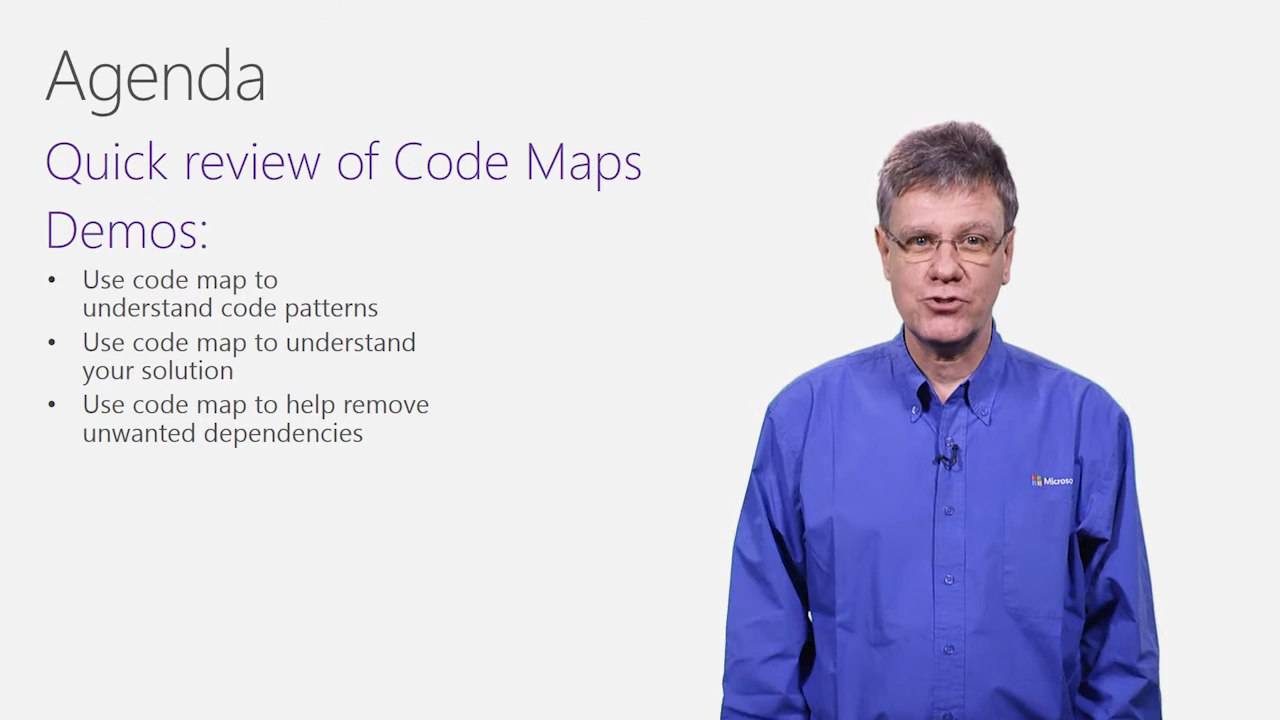 Agenda
Quick review of Code Maps
Demos:
• Use code map to
understand code patterns
• Use code map to understand
your solution
• Use code map to help remove
unwanted dependencies
Microso